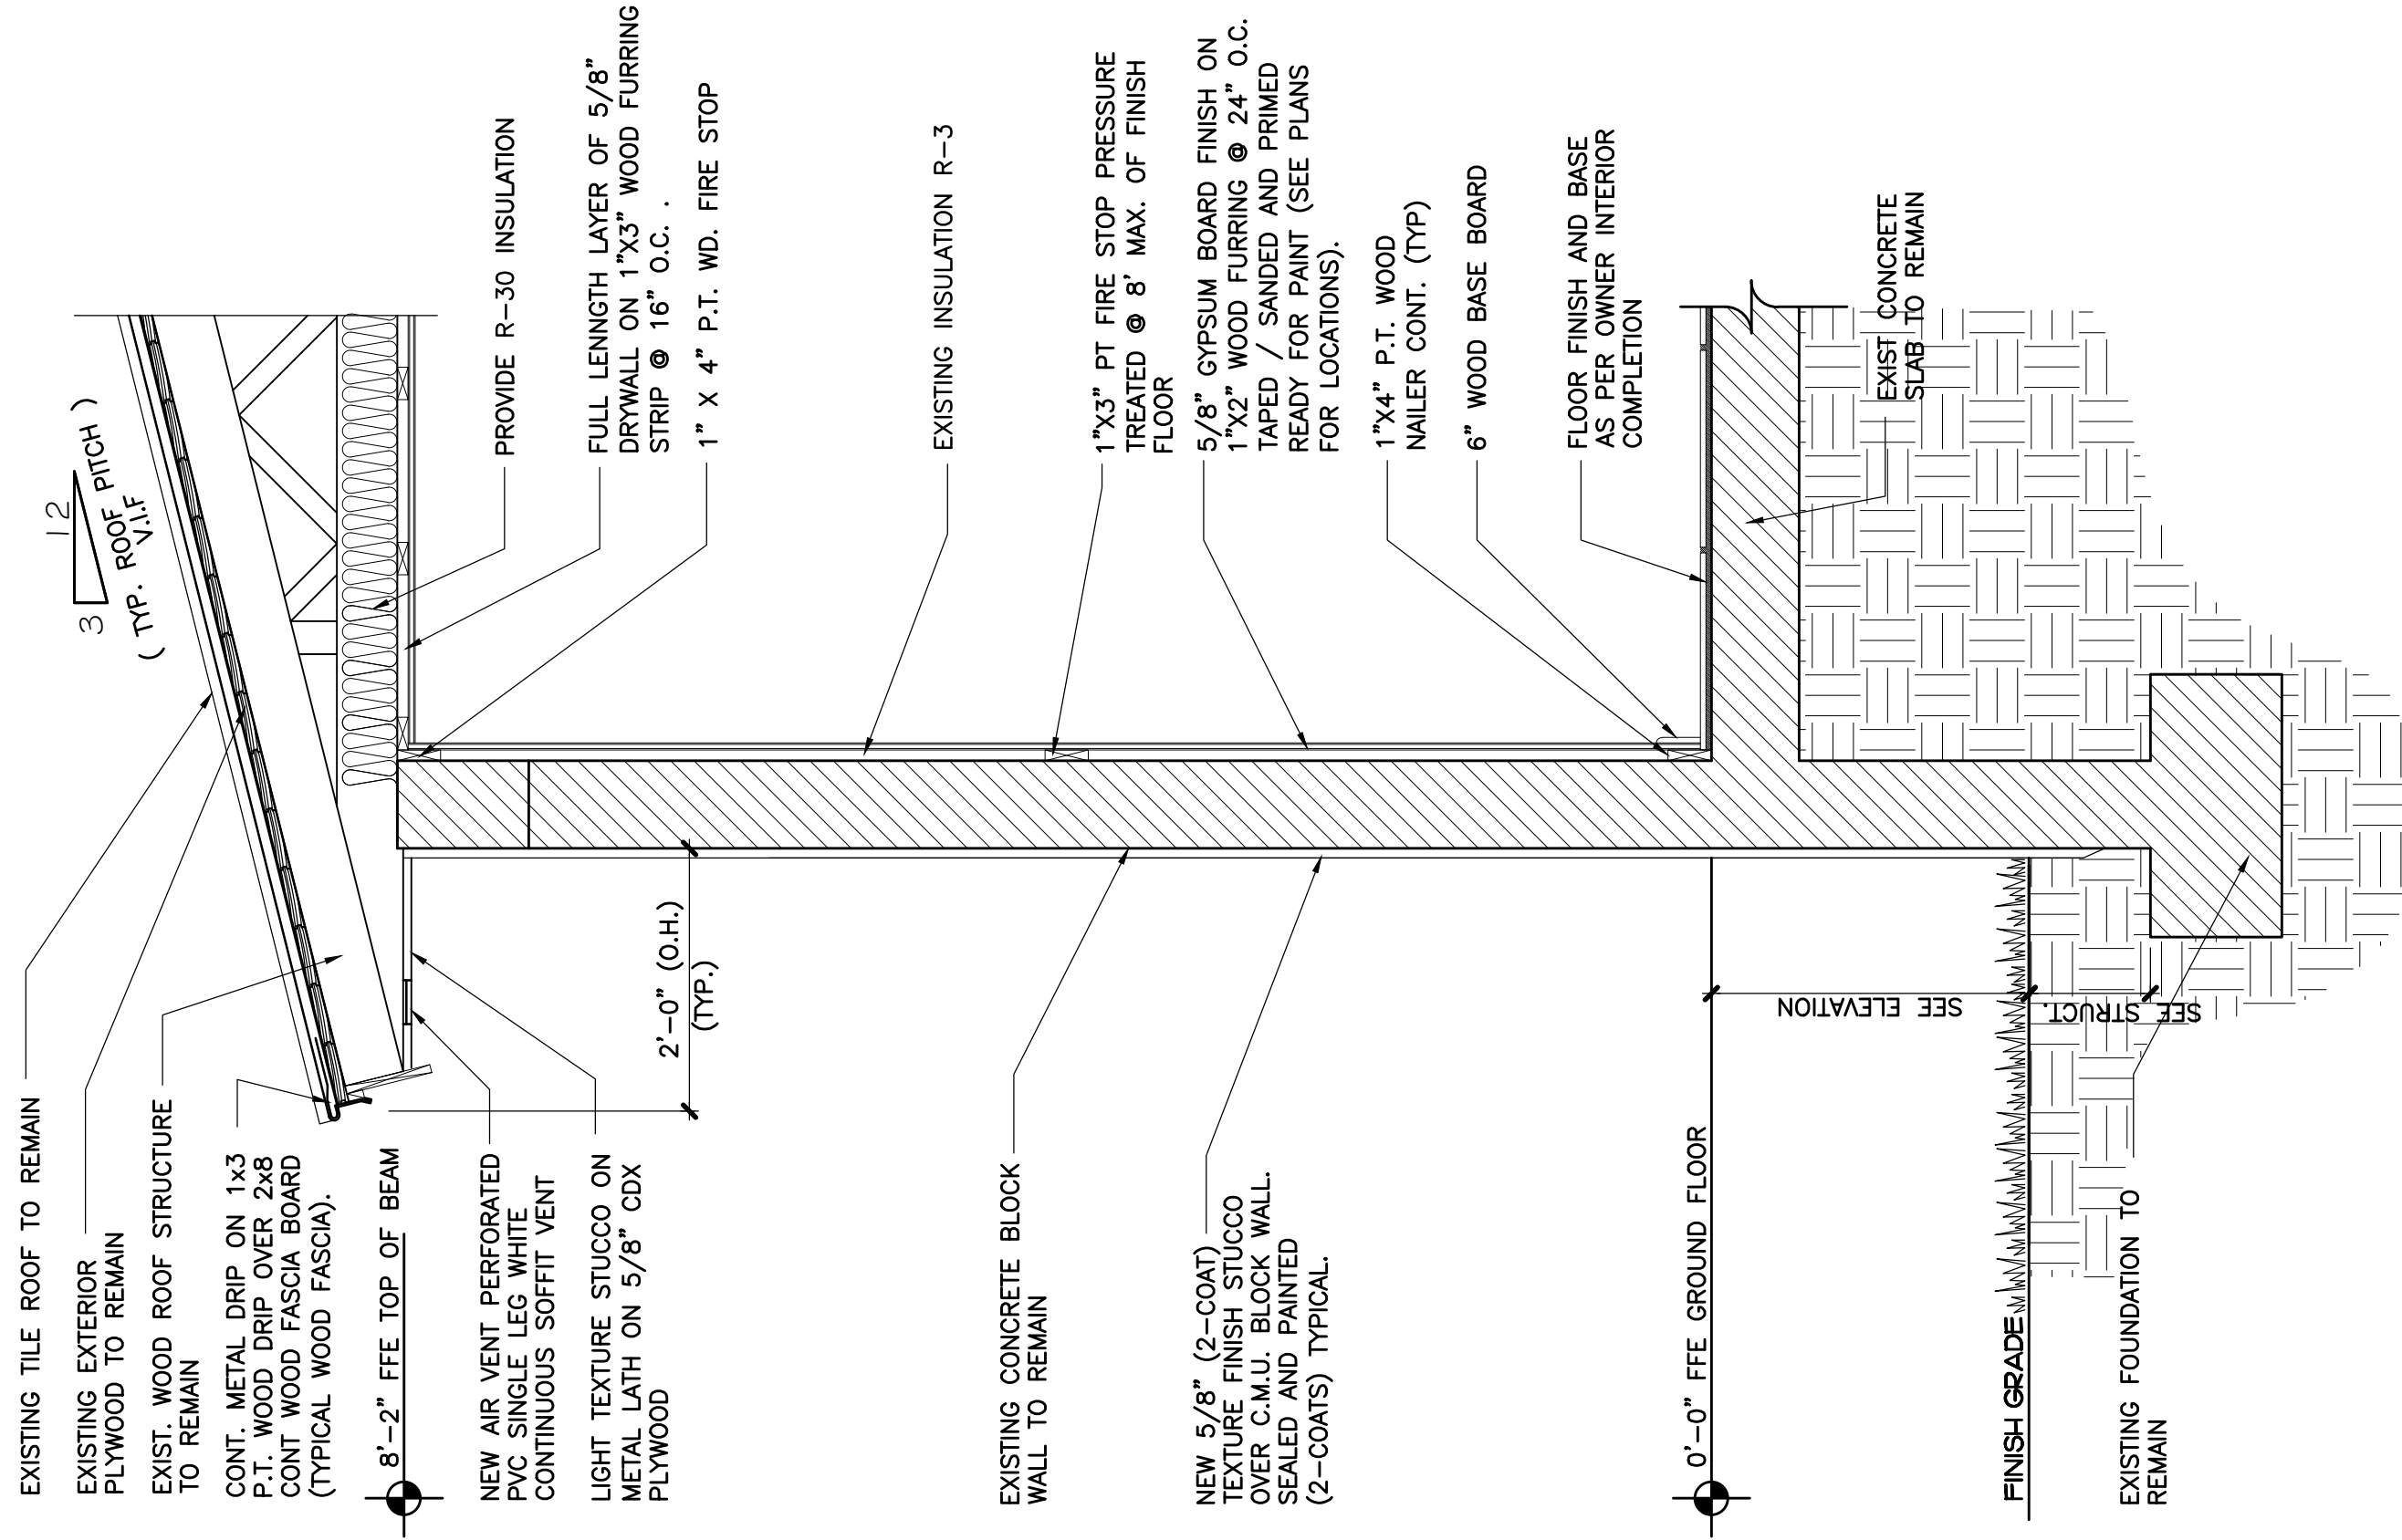 EXISTING TILE ROOF TO REMAIN
EXISTING EXTERIOR
PLYWOOD TO REMAIN
EXIST. WOOD ROOF STRUCTURE
TO REMAIN
CONT. METAL DRIP ON 1x3
P.T. WOOD DRIP OVER 2x8
CONT WOOD FASCIA BOARD
(TYPICAL WOOD FASCIA).
8'-2" FFE TOP OF BEAM
NEW AIR VENT PERFORATED
PVC SINGLE LEG WHITE
CONTINUOUS SOFFIT VENT
LIGHT TEXTURE STUCCO ON
METAL LATH ON 5/8" CDX
PLYWOOD
EXISTING CONCRETE BLOCK
WALL TO REMAIN
NEW 5/8" (2-COAT)
TEXTURE FINISH STUCCO
OVER C.M.U. BLOCK WALL.
SEALED AND PAINTED
(2-COATS) TYPICAL.
0'-0" FFE GROUND FLOOR
FINISH GRADE
EXISTING FOUNDATION TO
REMAIN
2'-0" (O.H.)
(TYP.)
SEE ELEVATION
SEE STRUCT.
12
3
( TYP. ROOF PITCH )
V.I.F
PROVIDE R-30 INSULATION
FULL LENNGTH LAYER OF 5/8"
DRYWALL ON 1"X3" WOOD FURRING
STRIP @ 16" O.C. .
1" X 4" P.T. WD. FIRE STOP
EXISTING INSULATION R-3
1"X3" PT FIRE STOP PRESSURE
TREATED @ 8' MAX. OF FINISH
FLOOR
5/8" GYPSUM BOARD FINISH ON
1"X2" WOOD FURRING @ 24" O.C.
TAPED / SANDED AND PRIMED
READY FOR PAINT (SEE PLANS
FOR LOCATIONS).
1"X4" P.T. WOOD
NAILER CONT. (TYP)
6" WOOD BASE BOARD
FLOOR FINISH AND BASE
AS PER OWNER INTERIOR
COMPLETION
EXIST CONCRETE
SLAB TO REMAIN